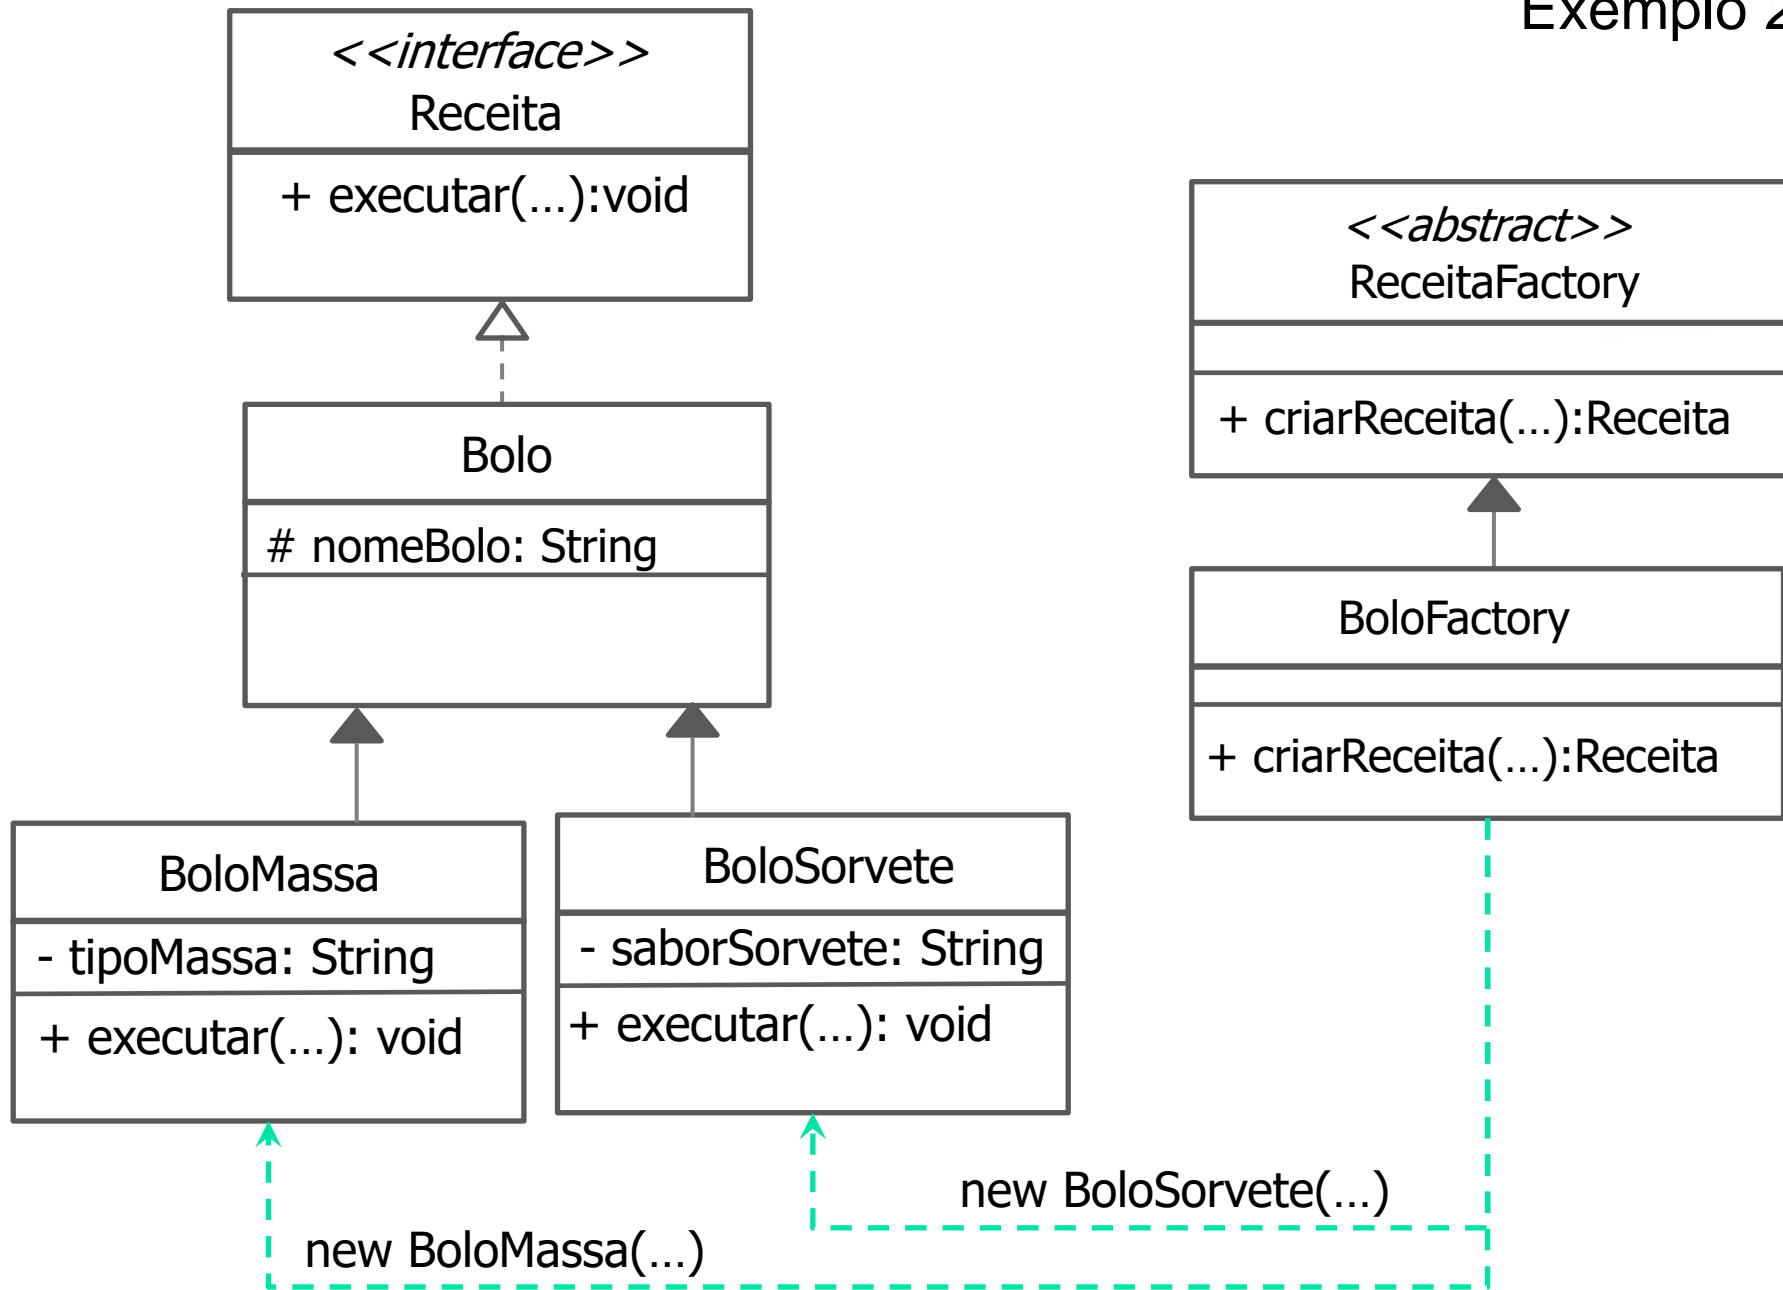 Exemplo 2
<<interface>>
Receita
+ executar(...):void
<<abstract>>
ReceitaFactory
+ criarReceita(...):Receita
Bolo
# nomeBolo: String
BoloFactory
+ criarReceita(...):Receita
BoloMassa
- tipoMassa: String
+ executar(...): void
BoloSorvete
- saborSorvete: String
+ executar(...): void
new BoloSorvete(...)
new BoloMassa(...)